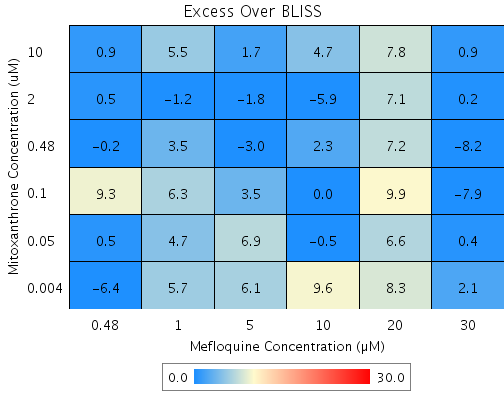 Excess Over BLISS
Mitoxanthrone Concentration (uM)
10 0.9 5.5 1.7 4.7 7.8 0.9
2 0.5 −1.2 −1.8 −5.9 7.1 0.2
0.48 −0.2 3.5 −3.0 2.3 7.2 −8.2
0.1 9.3 6.3 3.5 0.0 9.9 −7.9
0.05 0.5 4.7 6.9 −0.5 6.6 0.4
0.004 −6.4 5.7 6.1 9.6 8.3 2.1
0.48 1 5 10 20 30
Mefloquine Concentration (μM)
0.0 30.0